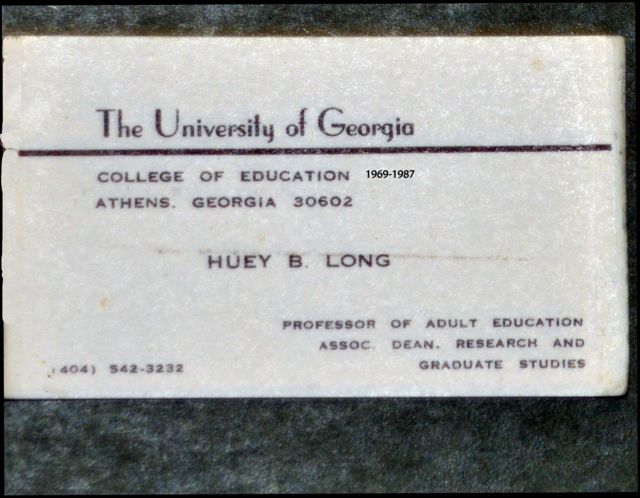 The University of Georgia
COLLEGE OF EDUCATION 1969-1987
ATHENS, GEORGIA 30602
HUEY B. LONG
PROFESSOR OF ADULT EDUCATION
ASSOC. DEAN, RESEARCH AND
GRADUATE STUDIES
(404) 542-3232